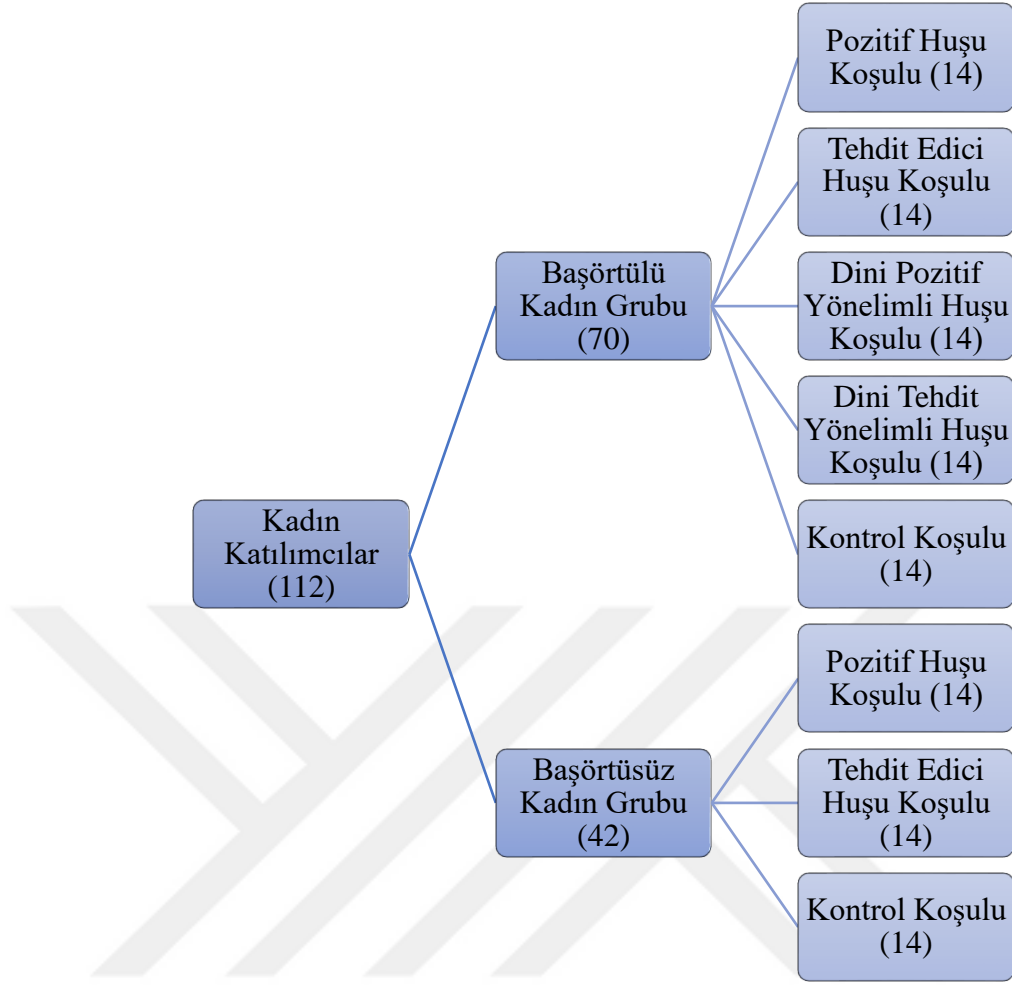 Pozitif Huşu
Koşulu (14)
Tehdit Edici
Huşu Koşulu
(14)
Başörtülü
Kadın Grubu
(70)
Dini Pozitif
Yönelimli Huşu
Koşulu (14)
Dini Tehdit
Yönelimli Huşu
Koşulu (14)
Kadın
Katılımcılar
(112)
Kontrol Koşulu
(14)
Pozitif Huşu
Koşulu (14)
Başörtüsüz
Kadın Grubu
(42)
Tehdit Edici
Huşu Koşulu
(14)
Kontrol Koşulu
(14)